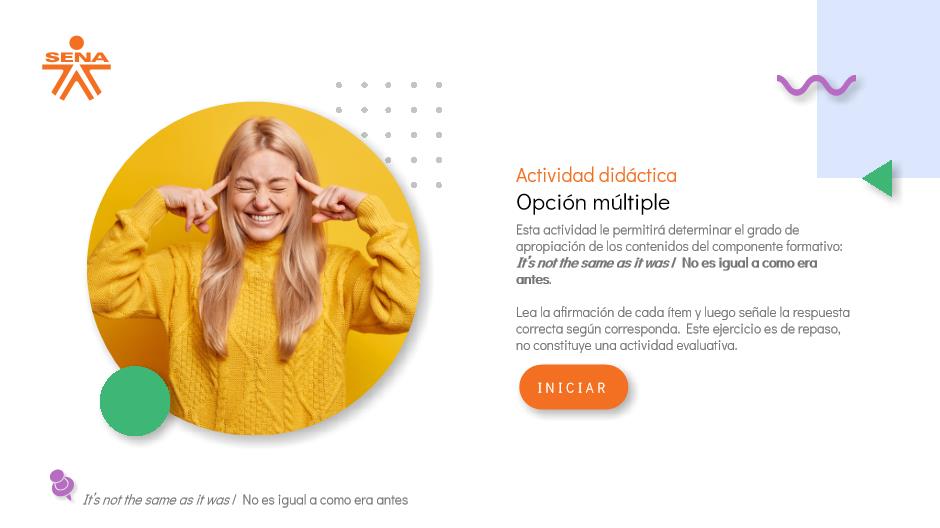 SENA
Actividad didáctica
Opción múltiple
Esta actividad le permitirá determinar el grado de
apropiación de los contenidos del componente formativo:
It's not the same as it was / No es igual a como era
antes.
Lea la afirmación de cada ítem y luego señale la respuesta
correcta según corresponda. Este ejercicio es de repaso,
no constituye una actividad evaluativa.
INICIAR
It's not the same as it was / No es igual a como era antes